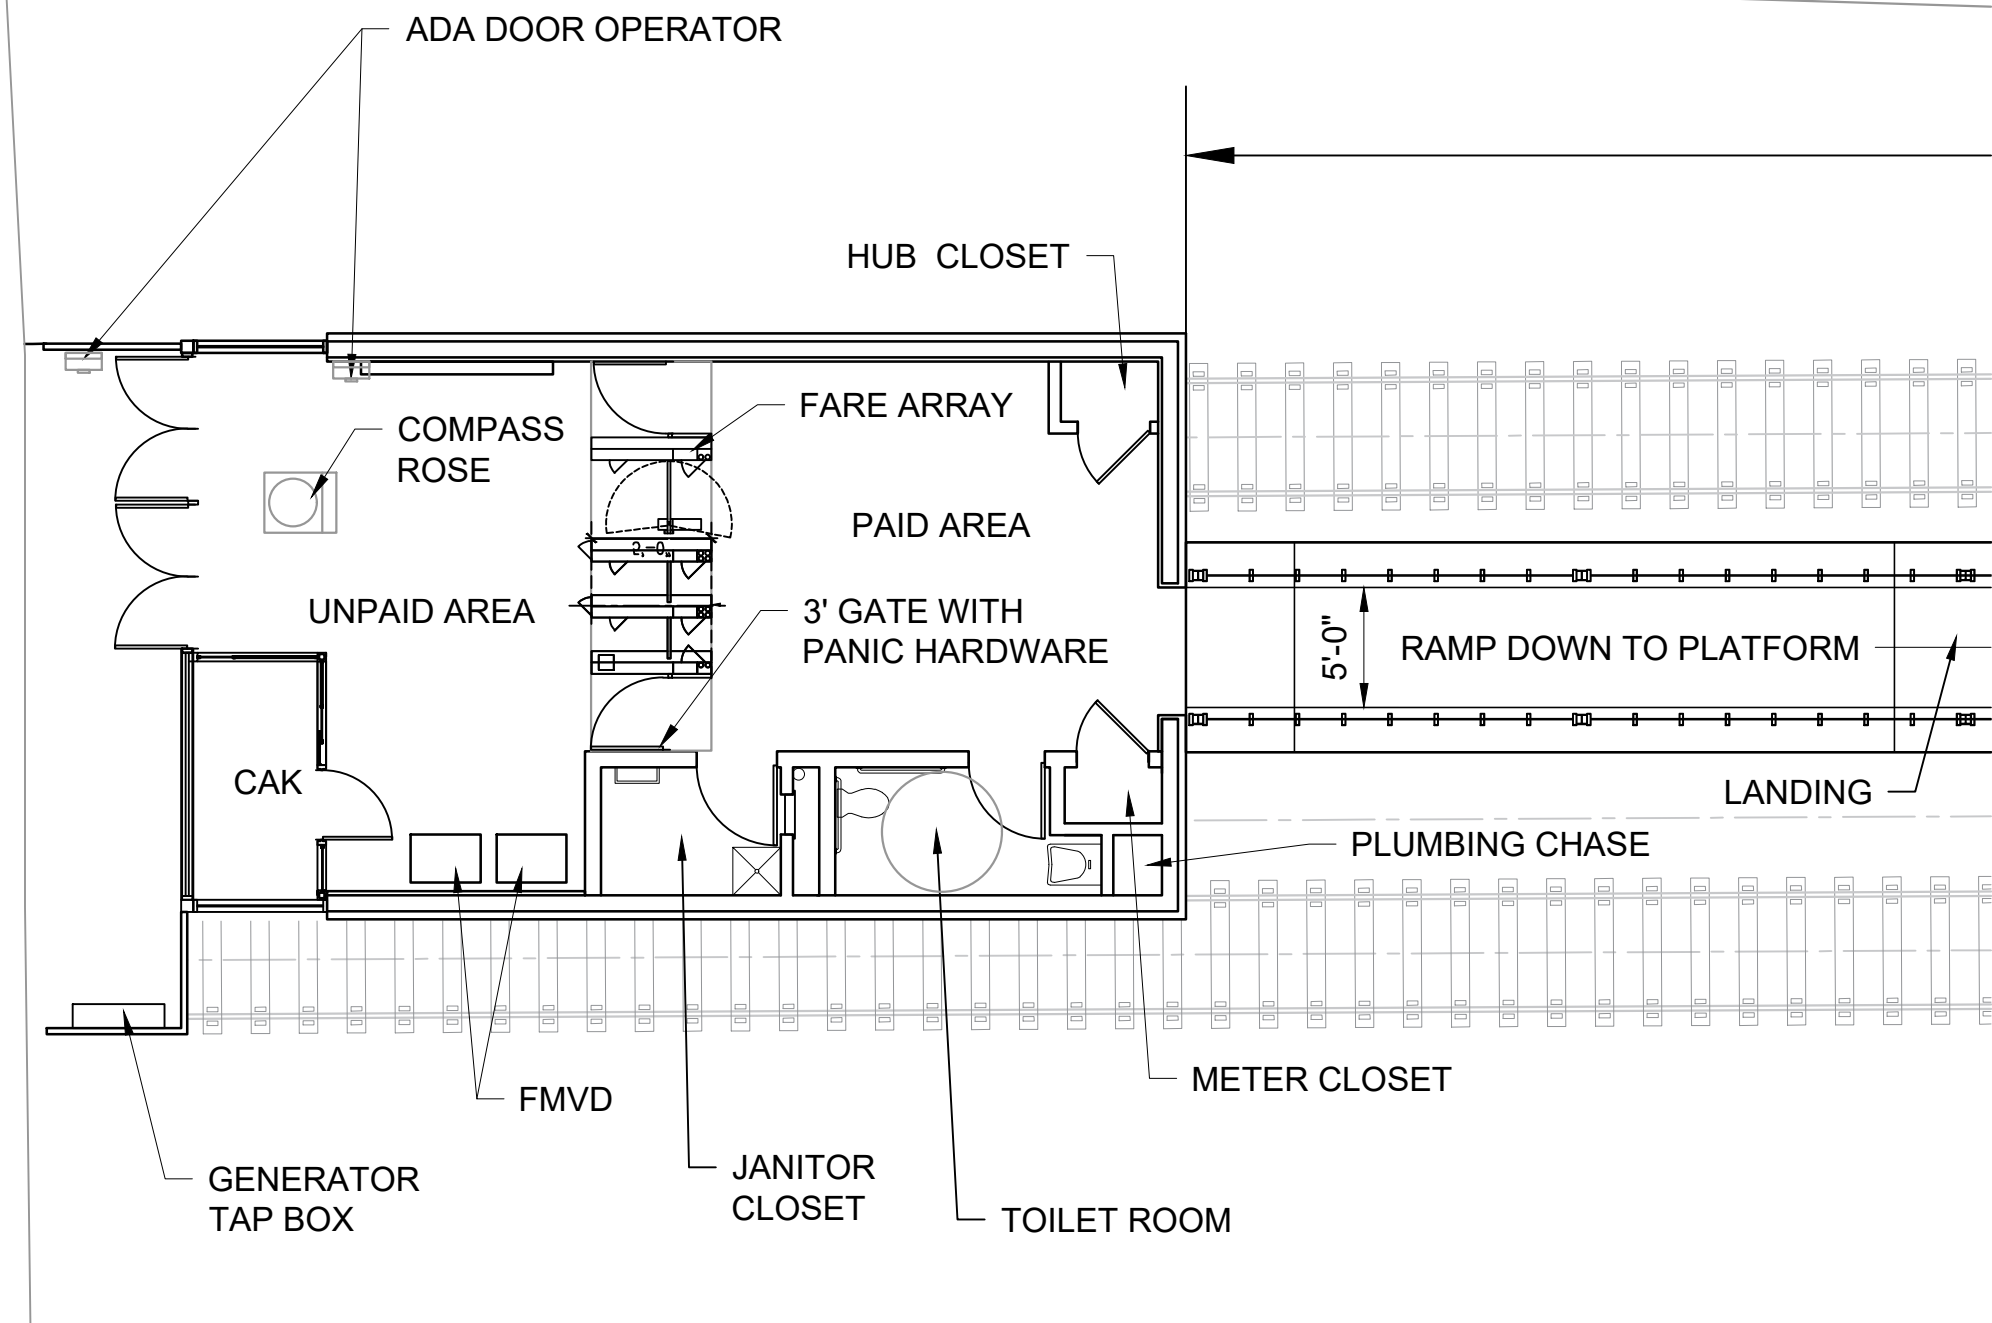 ADA DOOR OPERATOR
HUB CLOSET
FARE ARRAY
COMPASS
ROSE
PAID AREA
2'-0"
UNPAID AREA
3' GATE WITH
PANIC HARDWARE
5'-0"
RAMP DOWN TO PLATFORM
CAK
LANDING
PLUMBING CHASE
METER CLOSET
FMVD
JANITOR
CLOSET
GENERATOR
TAP BOX
TOILET ROOM